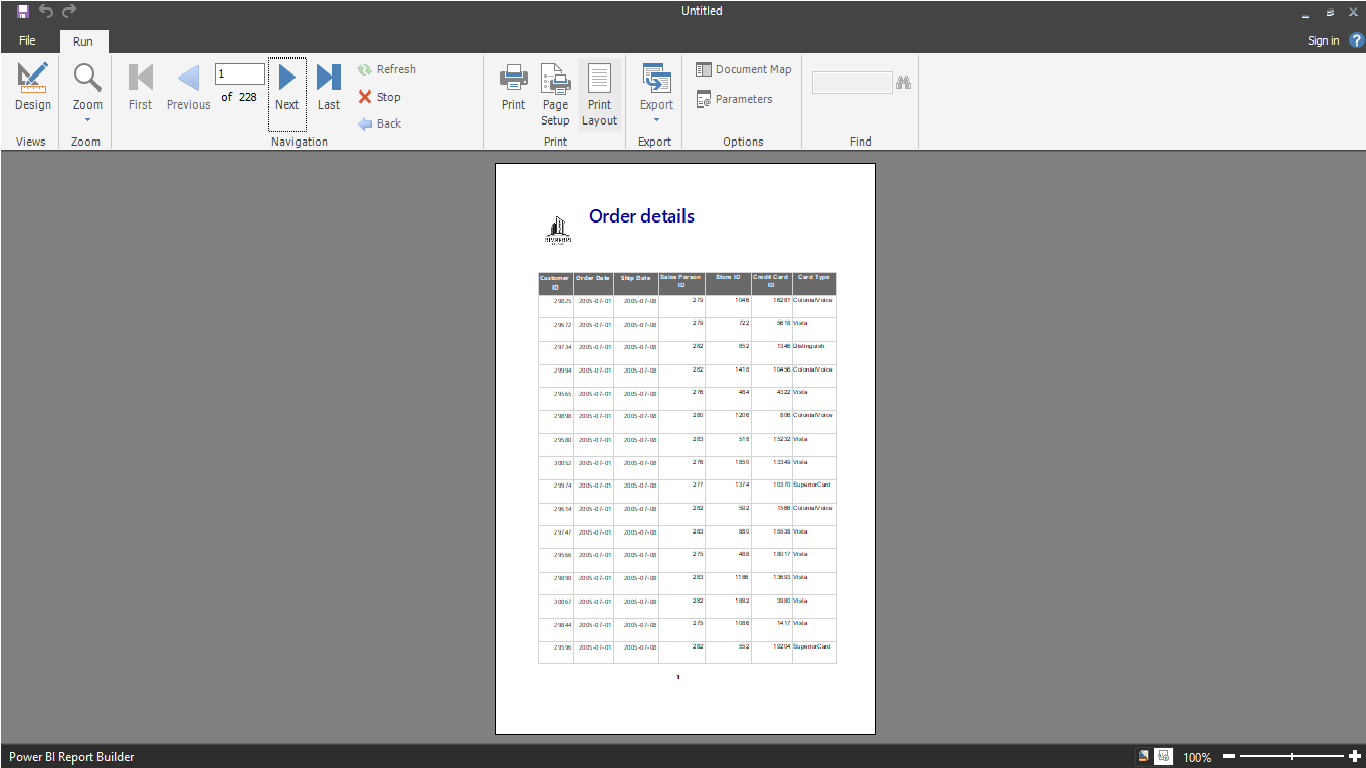 Untitled
File Run Sign in ?
1
of 228
Refresh
Stop
Back
Document Map
Parameters
Design Zoom First Previous Next Last Print Page Setup Print Layout Export
Views Zoom Navigation Print Export Options Find
Order details
Customer ID Order Date Ship Date Sales Person ID Store ID Credit Card ID Card Type
29825 2005-07-01 2005-07-08 279 1046 16281 ColonialVoice
29672 2005-07-01 2005-07-08 279 722 5618 Vista
29734 2005-07-01 2005-07-08 282 852 1346 Distinguish
29994 2005-07-01 2005-07-08 282 1418 10456 ColonialVoice
29565 2005-07-01 2005-07-08 276 484 4322 Vista
29898 2005-07-01 2005-07-08 280 1206 806 ColonialVoice
29580 2005-07-01 2005-07-08 283 518 15232 Vista
30052 2005-07-01 2005-07-08 276 1850 13349 Vista
29974 2005-07-01 2005-07-08 277 1374 10370 SuperiorCard
29614 2005-07-01 2005-07-08 282 592 1566 ColonialVoice
29747 2005-07-01 2005-07-08 283 880 15538 Vista
29566 2005-07-01 2005-07-08 275 488 18017 Vista
29890 2005-07-01 2005-07-08 283 1186 13693 Vista
30067 2005-07-01 2005-07-08 282 1882 3980 Vista
29844 2005-07-01 2005-07-08 275 1086 1417 Vista
29596 2005-07-01 2005-07-08 282 552 19204 SuperiorCard
1
Power BI Report Builder 100%